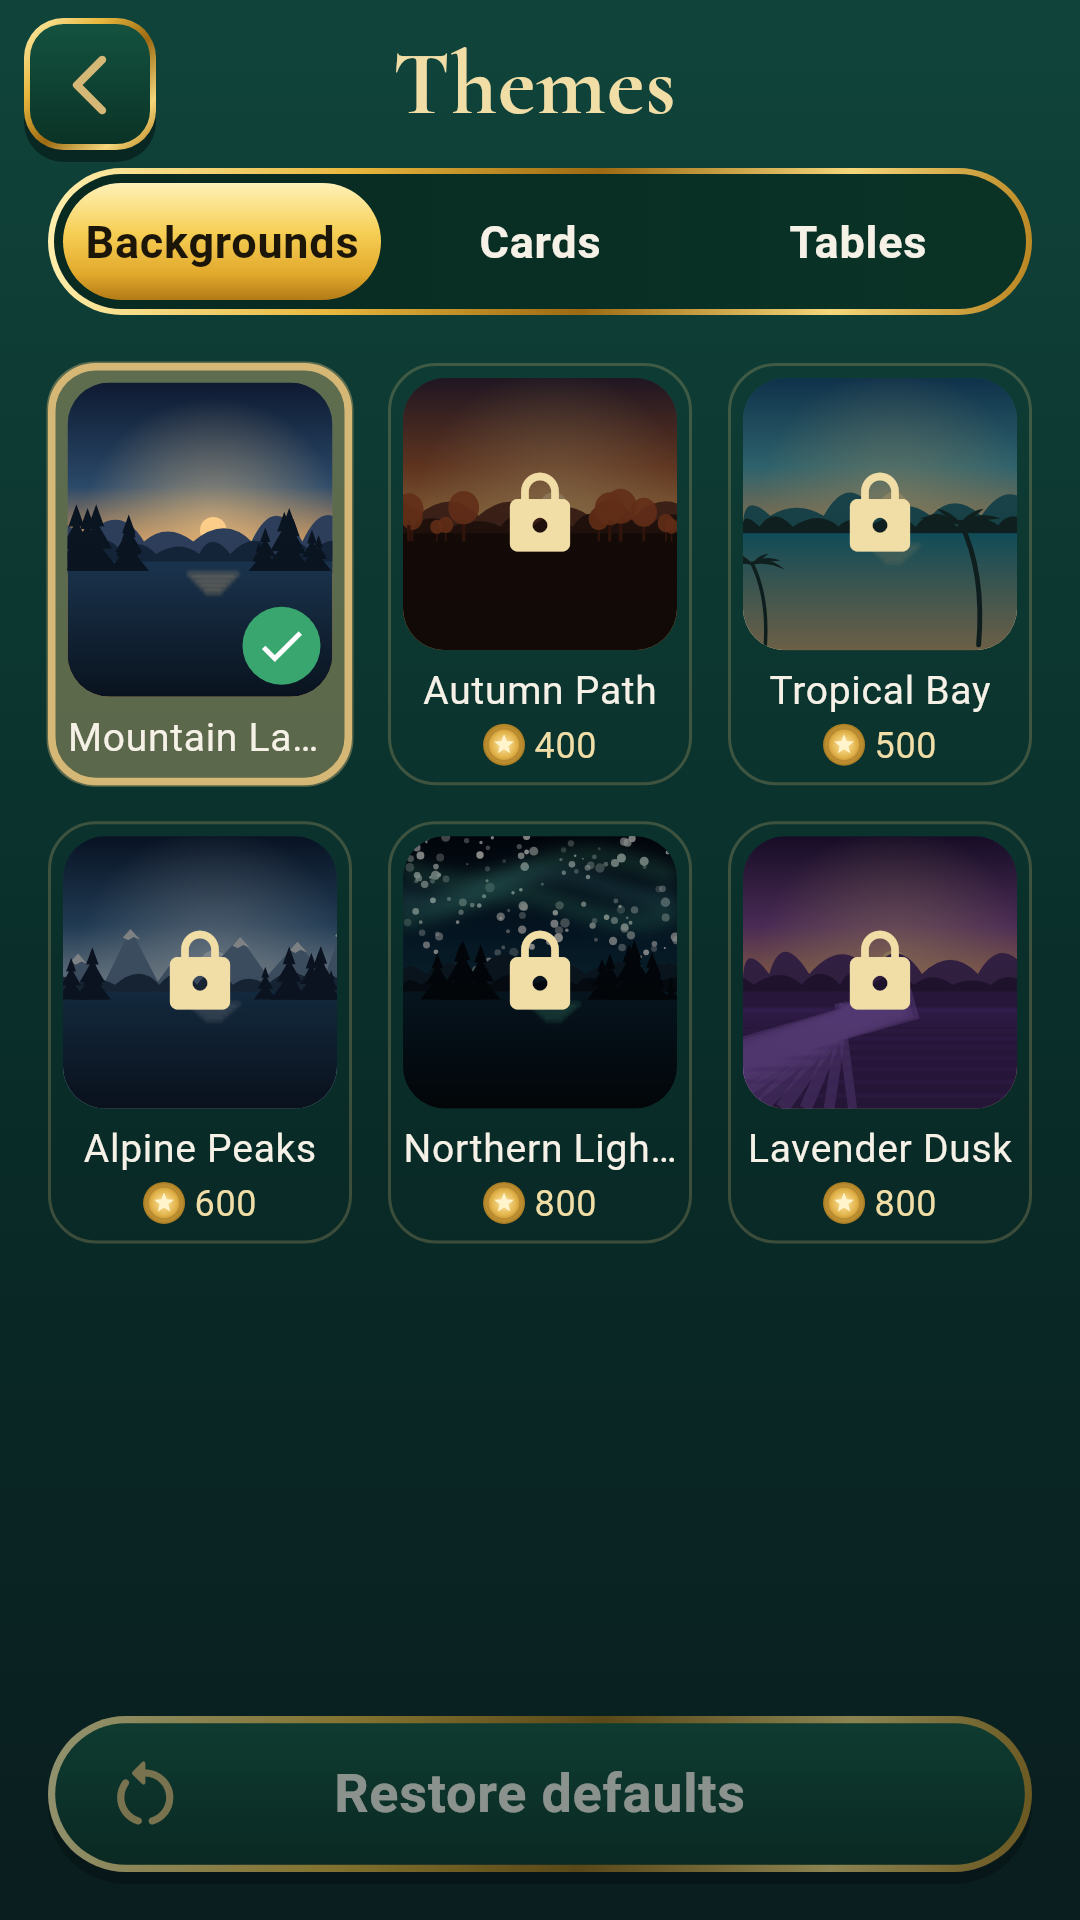 Themes
Backgrounds Cards Tables
Mountain La...
Autumn Path
400
Tropical Bay
500
Alpine Peaks
600
Northern Ligh...
800
Lavender Dusk
800
Restore defaults